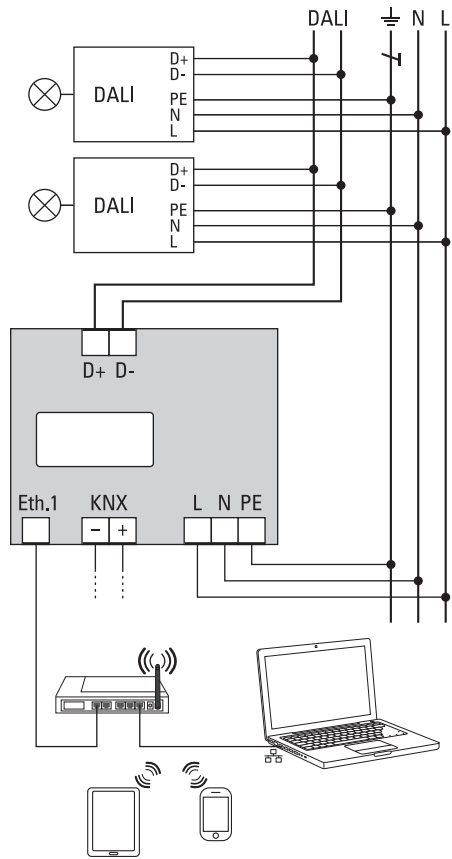 DALI N L
D+
D-
DALI
PE
N
L
D+
D-
DALI
PE
N
L
D+ D-
Eth.1 KNX L N PE
- +